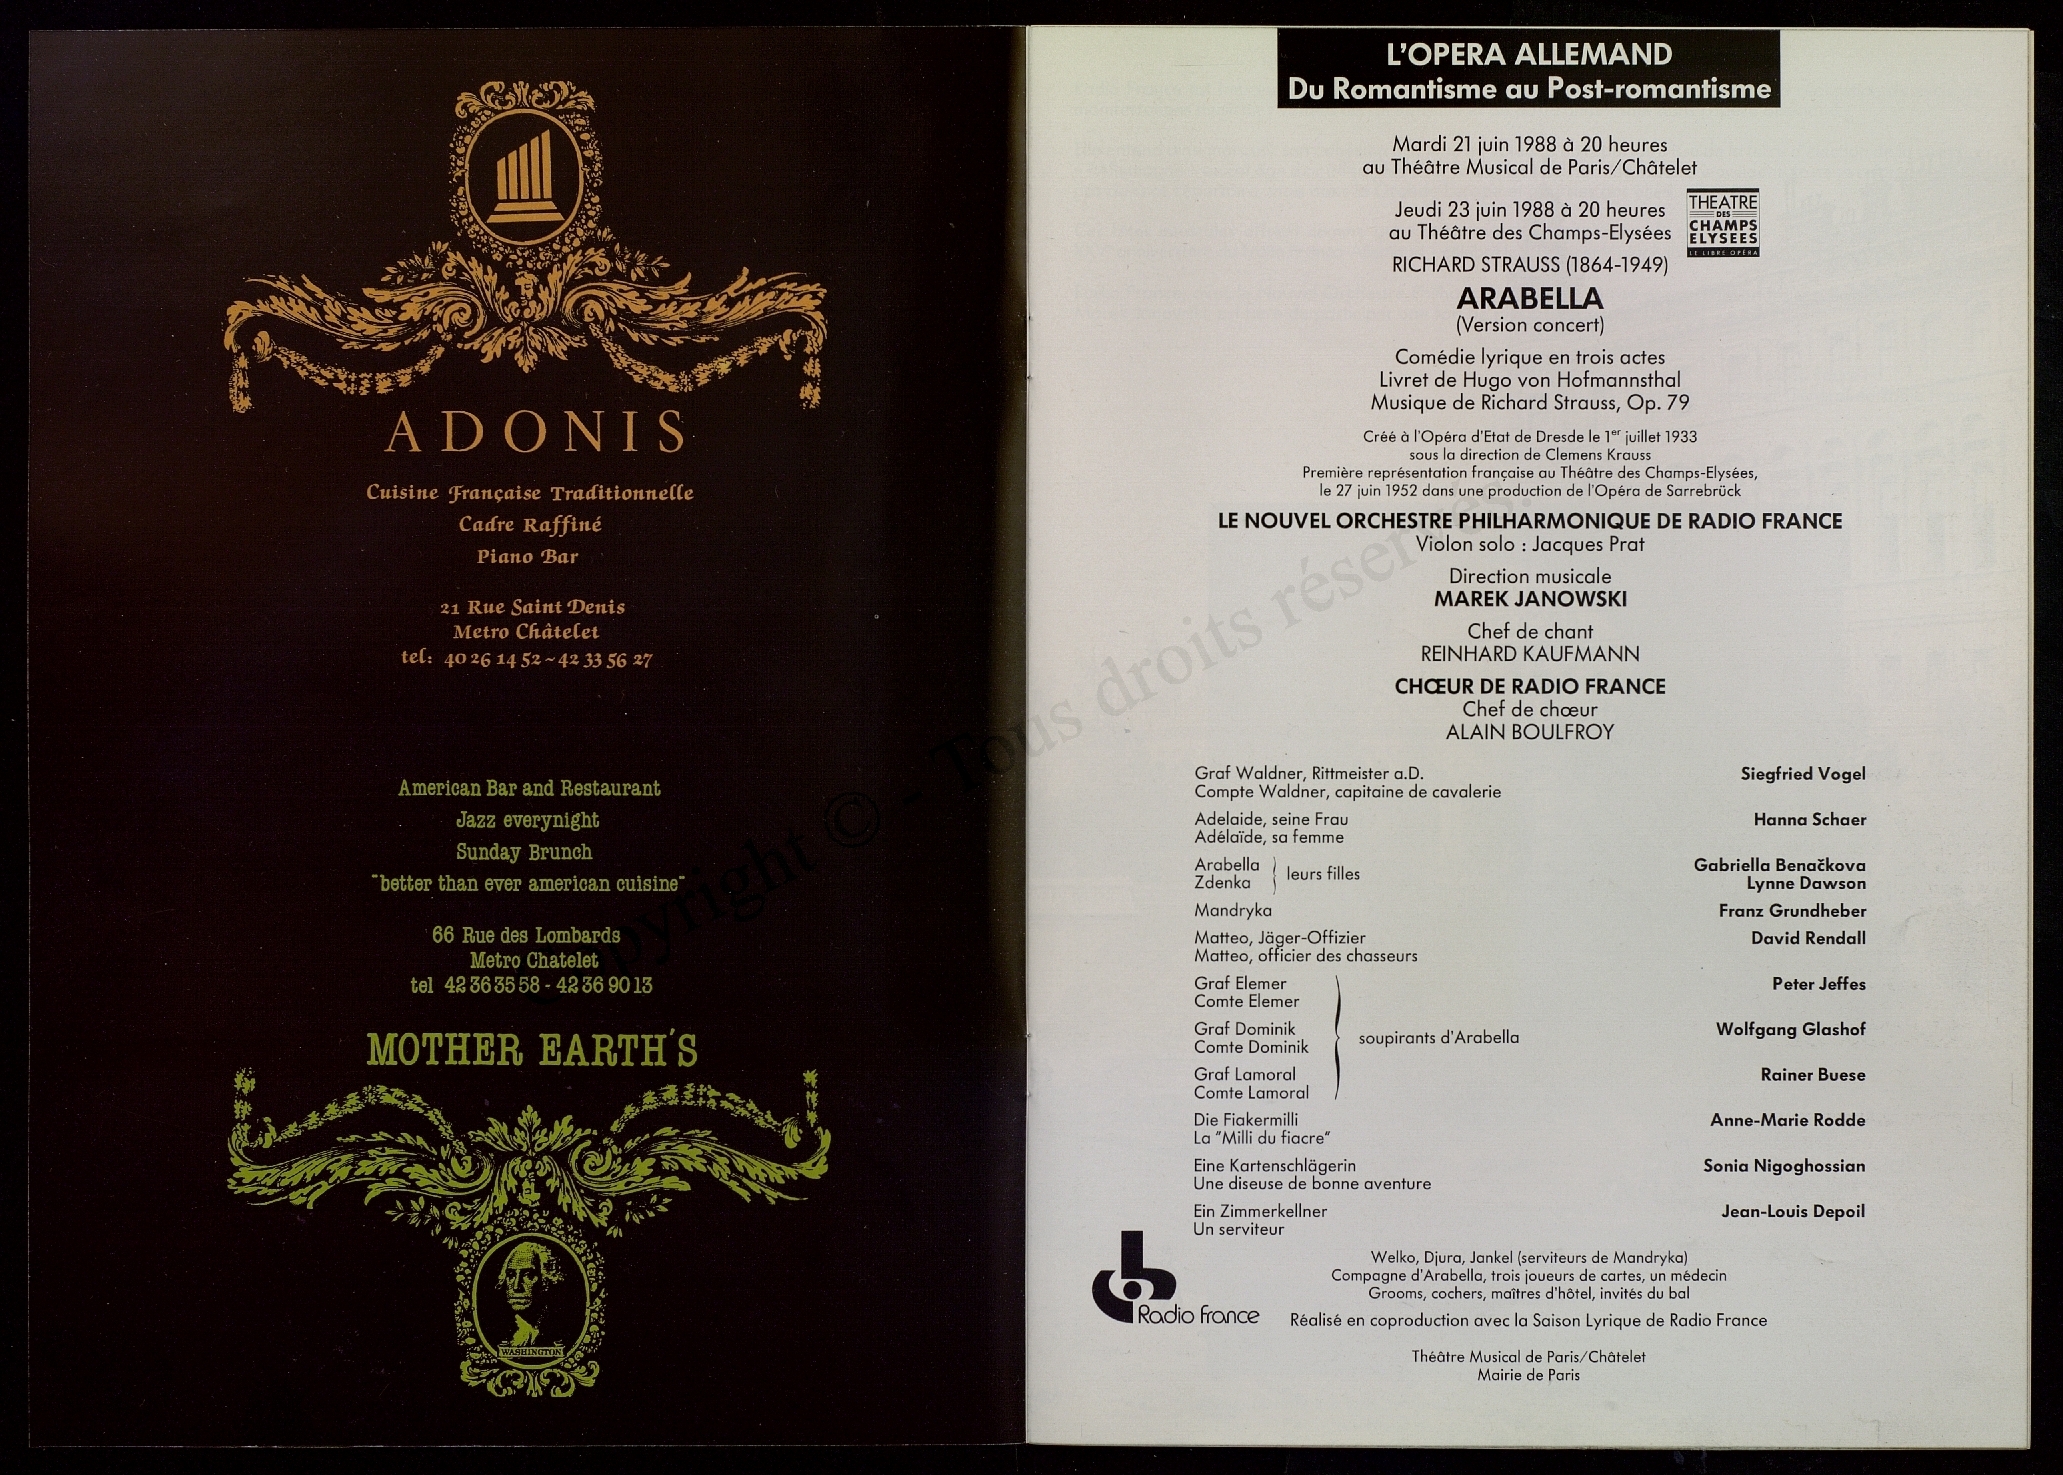 ADONIS
Cuisine Française Traditionnelle
Cadre Raffiné
Piano Bar
21 Rue Saint Denis
Metro Châtelet
tel: 40 26 14 52 ~ 42 33 56 27
American Bar and Restaurant
Jazz everynight
Sunday Brunch
"better than ever american cuisine"
66 Rue des Lombards
Metro Chatelet
tel 42 36 35 58 - 42 36 90 13
MOTHER EARTH'S
WASHINGTON
Copyright © - Tous droits réservés.
L'OPERA ALLEMAND
Du Romantisme au Post-romantisme
Mardi 21 juin 1988 à 20 heures
au Théâtre Musical de Paris/Châtelet
Jeudi 23 juin 1988 à 20 heures
au Théâtre des Champs-Elysées
THEATRE
DES
CHAMPS
ELYSEES
LE LIBRE OPERA
RICHARD STRAUSS (1864-1949)
ARABELLA
(Version concert)
Comédie lyrique en trois actes
Livret de Hugo von Hofmannsthal
Musique de Richard Strauss, Op. 79
Créé à l'Opéra d'Etat de Dresde le 1er juillet 1933
sous la direction de Clemens Krauss
Première représentation française au Théâtre des Champs-Elysées,
le 27 juin 1952 dans une production de l'Opéra de Sarrebrück
LE NOUVEL ORCHESTRE PHILHARMONIQUE DE RADIO FRANCE
Violon solo : Jacques Prat
Direction musicale
MAREK JANOWSKI
Chef de chant
REINHARD KAUFMANN
CHŒUR DE RADIO FRANCE
Chef de chœur
ALAIN BOULFROY
Graf Waldner, Rittmeister a.D. Siegfried Vogel
Compte Waldner, capitaine de cavalerie
Adelaide, seine Frau Hanna Schaer
Adélaïde, sa femme
Arabella Gabriella Benačkova
leurs filles
Zdenka Lynne Dawson
Mandryka Franz Grundheber
Matteo, Jäger-Offizier David Rendall
Matteo, officier des chasseurs
Graf Elemer Peter Jeffes
Comte Elemer
Graf Dominik Wolfgang Glashof
soupirants d'Arabella
Comte Dominik
Graf Lamoral Rainer Buese
Comte Lamoral
Die Fiakermilli Anne-Marie Rodde
La "Milli du fiacre"
Eine Kartenschlägerin Sonia Nigoghossian
Une diseuse de bonne aventure
Ein Zimmerkellner Jean-Louis Depoil
Un serviteur
Welko, Djura, Jankel (serviteurs de Mandryka)
Compagne d'Arabella, trois joueurs de cartes, un médecin
Grooms, cochers, maîtres d'hôtel, invités du bal
Radio France
Réalisé en coproduction avec la Saison Lyrique de Radio France
Théâtre Musical de Paris/Châtelet
Mairie de Paris